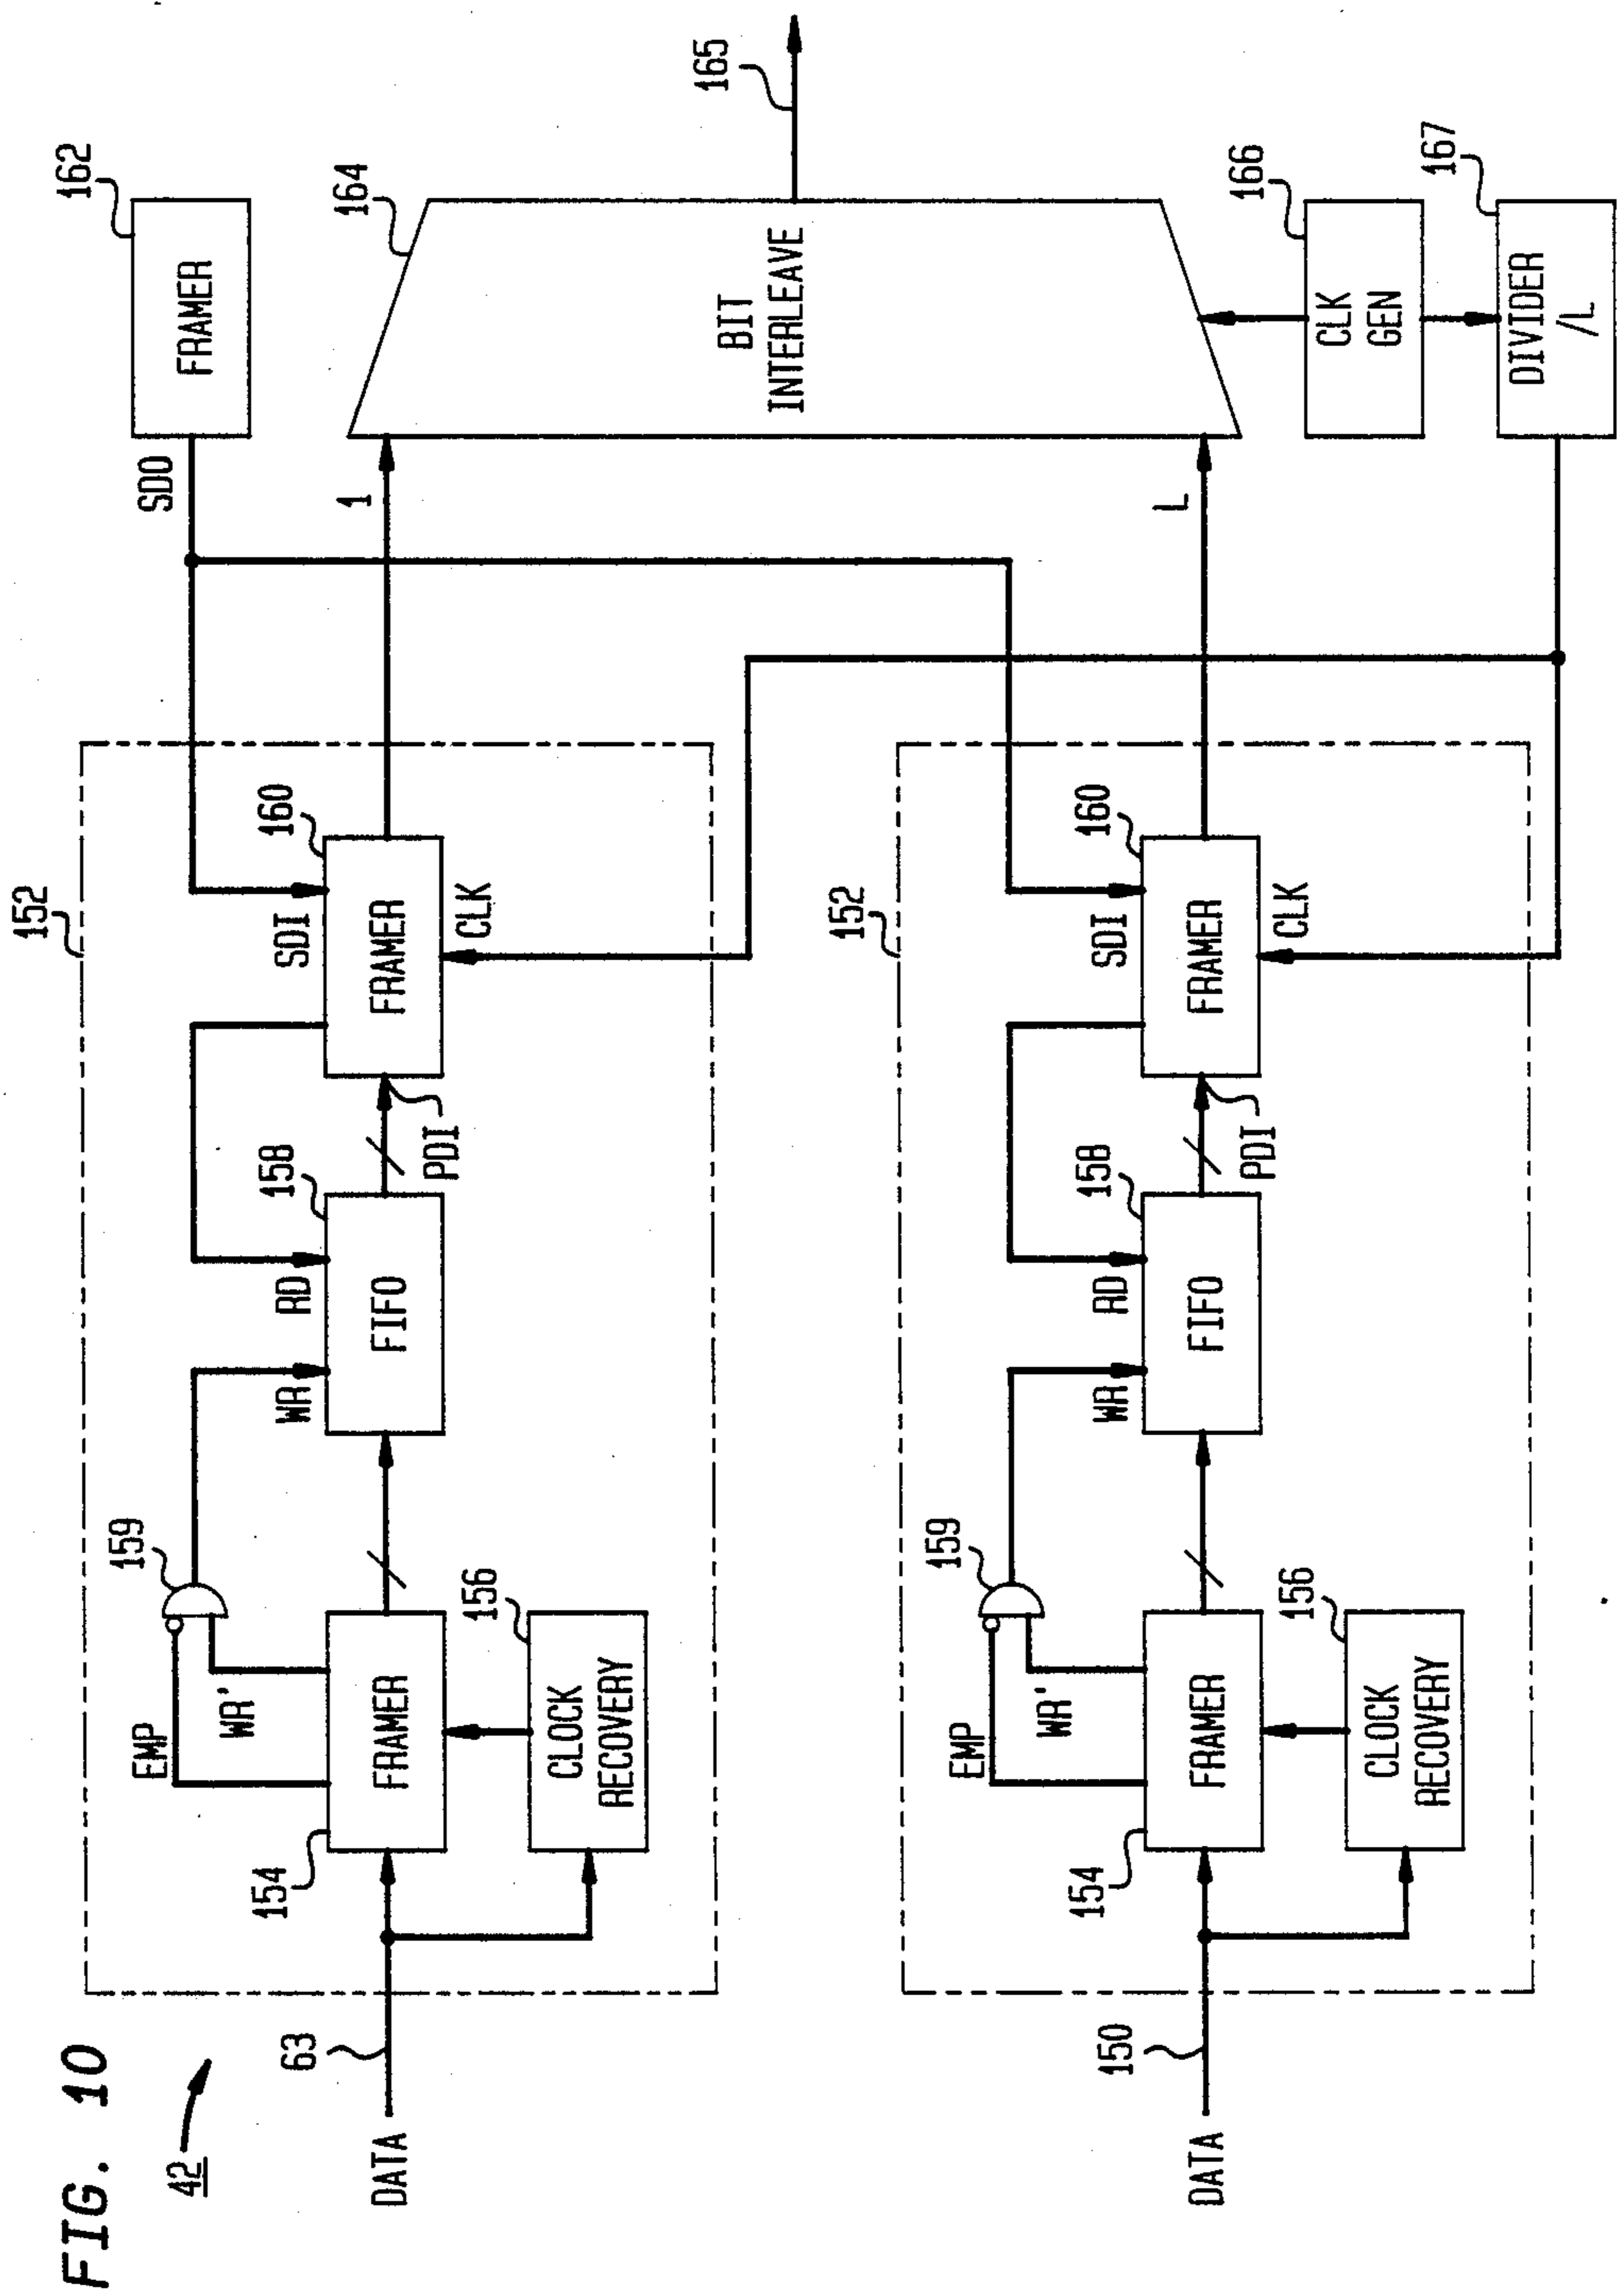 FIG. 10
42
152
159
EMP
WR'
WR
RD
SDI
SDO
162
FRAMER
154
FRAMER
158
FIFO
PDI
160
FRAMER
CLK
1
164
BIT
INTERLEAVE
165
63
DATA
156
CLOCK
RECOVERY
152
159
EMP
WR'
WR
RD
SDI
154
FRAMER
158
FIFO
PDI
160
FRAMER
CLK
L
150
DATA
156
CLOCK
RECOVERY
166
CLK
GEN
167
DIVIDER
/L